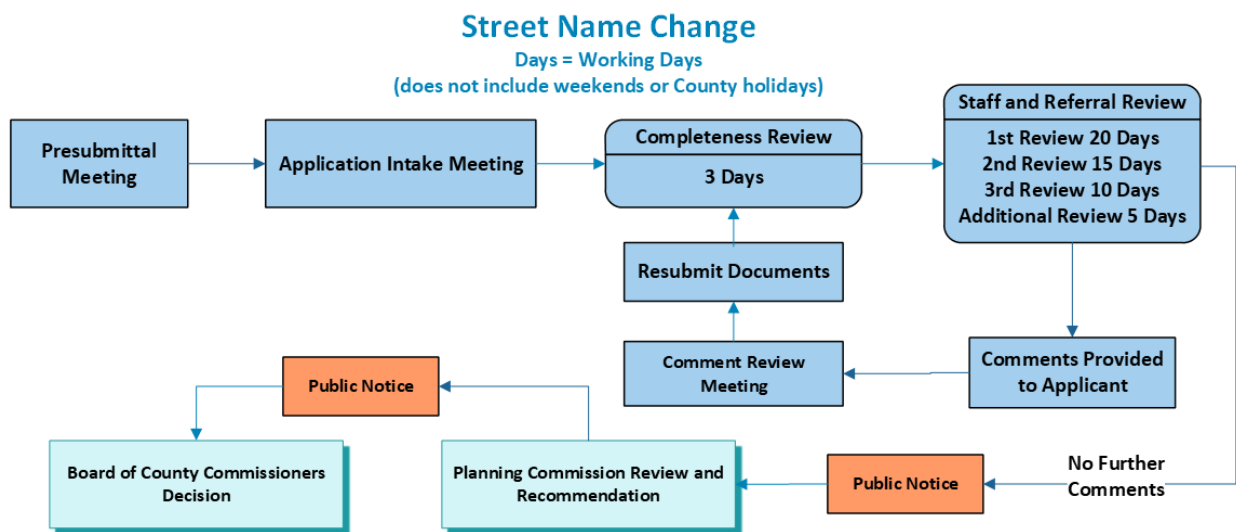 Street Name Change
Days = Working Days
(does not include weekends or County holidays)
Presubmittal
Meeting
Application Intake Meeting
Completeness Review
3 Days
Staff and Referral Review
1st Review 20 Days
2nd Review 15 Days
3rd Review 10 Days
Additional Review 5 Days
Resubmit Documents
Comment Review
Meeting
Comments Provided
to Applicant
Public Notice
Board of County Commissioners
Decision
Planning Commission Review and
Recommendation
Public Notice
No Further
Comments